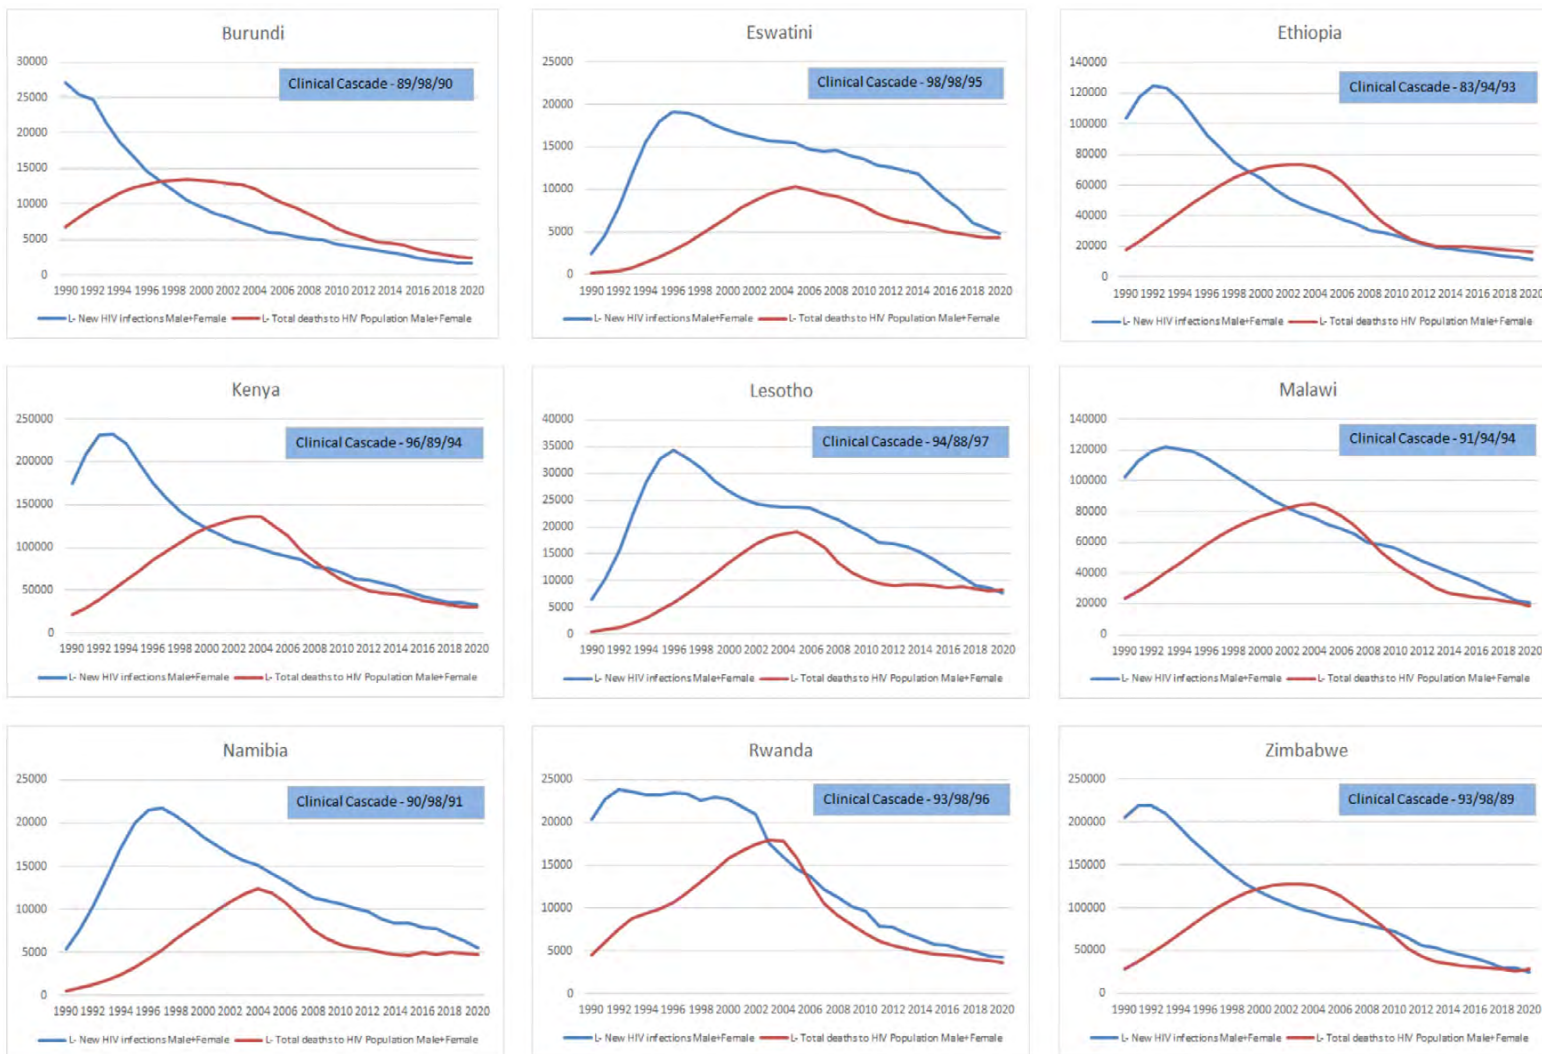 Burundi
Clinical Cascade - 89/98/90
30000
25000
20000
15000
10000
5000
0
1990 1992 1994 1996 1998 2000 2002 2004 2006 2008 2010 2012 2014 2016 2018 2020
L- New HIV infections Male+Female L- Total deaths to HIV Population Male+Female
Eswatini
Clinical Cascade - 98/98/95
25000
20000
15000
10000
5000
0
1990 1992 1994 1996 1998 2000 2002 2004 2006 2008 2010 2012 2014 2016 2018 2020
L- New HIV infections Male+Female L- Total deaths to HIV Population Male+Female
Ethiopia
Clinical Cascade - 83/94/93
140000
120000
100000
80000
60000
40000
20000
0
1990 1992 1994 1996 1998 2000 2002 2004 2006 2008 2010 2012 2014 2016 2018 2020
L- New HIV infections Male+Female L- Total deaths to HIV Population Male+Female
Kenya
Clinical Cascade - 96/89/94
250000
200000
150000
100000
50000
0
1990 1992 1994 1996 1998 2000 2002 2004 2006 2008 2010 2012 2014 2016 2018 2020
L- New HIV infections Male+Female L- Total deaths to HIV Population Male+Female
Lesotho
Clinical Cascade - 94/88/97
40000
35000
30000
25000
20000
15000
10000
5000
0
1990 1992 1994 1996 1998 2000 2002 2004 2006 2008 2010 2012 2014 2016 2018 2020
L- New HIV infections Male+Female L- Total deaths to HIV Population Male+Female
Malawi
Clinical Cascade - 91/94/94
140000
120000
100000
80000
60000
40000
20000
0
1990 1992 1994 1996 1998 2000 2002 2004 2006 2008 2010 2012 2014 2016 2018 2020
L- New HIV infections Male+Female L- Total deaths to HIV Population Male+Female
Namibia
Clinical Cascade - 90/98/91
25000
20000
15000
10000
5000
0
1990 1992 1994 1996 1998 2000 2002 2004 2006 2008 2010 2012 2014 2016 2018 2020
L- New HIV infections Male+Female L- Total deaths to HIV Population Male+Female
Rwanda
Clinical Cascade - 93/98/96
25000
20000
15000
10000
5000
0
1990 1992 1994 1996 1998 2000 2002 2004 2006 2008 2010 2012 2014 2016 2018 2020
L- New HIV infections Male+Female L- Total deaths to HIV Population Male+Female
Zimbabwe
Clinical Cascade - 93/98/89
250000
200000
150000
100000
50000
0
1990 1992 1994 1996 1998 2000 2002 2004 2006 2008 2010 2012 2014 2016 2018 2020
L- New HIV infections Male+Female L- Total deaths to HIV Population Male+Female